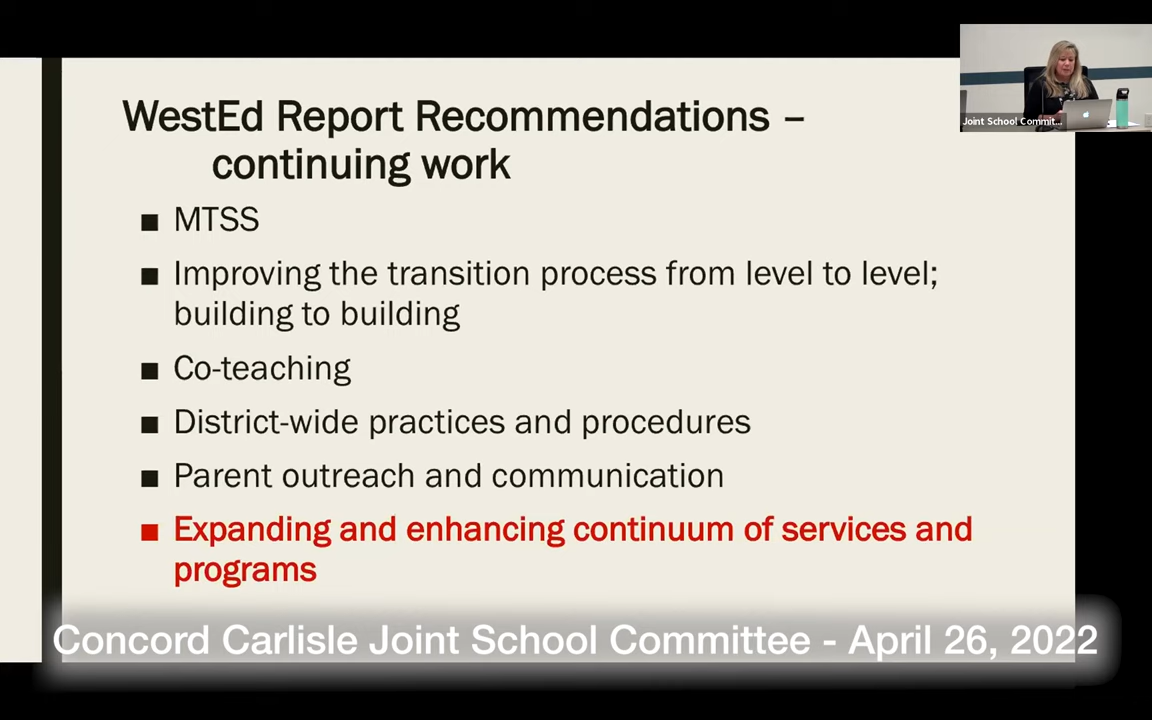 WestEd Report Recommendations –
continuing work
Joint School Commit...
■ MTSS
■ Improving the transition process from level to level;
building to building
■ Co-teaching
■ District-wide practices and procedures
■ Parent outreach and communication
■ Expanding and enhancing continuum of services and
programs
Concord Carlisle Joint School Committee - April 26, 2022